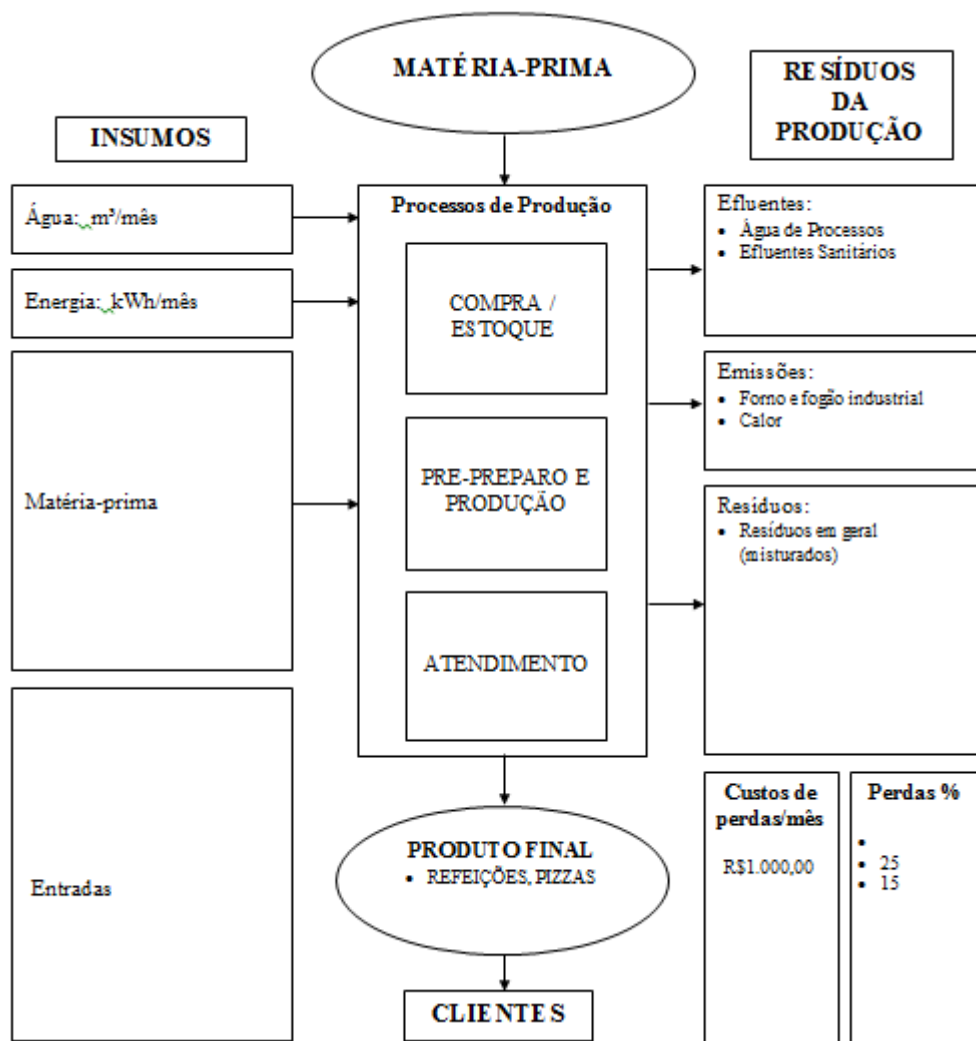 MATÉRIA-PRIMA
INSUMOS
RESÍDUOS
DA
PRODUÇÃO
Água: m³/mês
Energia: kWh/mês
Matéria-prima
Entradas
Processos de Produção
COMPRA /
ESTOQUE
PRE-PREPARO E
PRODUÇÃO
ATENDIMENTO
PRODUTO FINAL
• REFEIÇÕES, PIZZAS
CLIENTES
Efluentes:
• Água de Processos
• Efluentes Sanitários
Emissões:
• Forno e fogão industrial
• Calor
Resíduos:
• Resíduos em geral
(misturados)
Custos de
perdas/mês
R$1.000,00
Perdas %
•
• 25
• 15